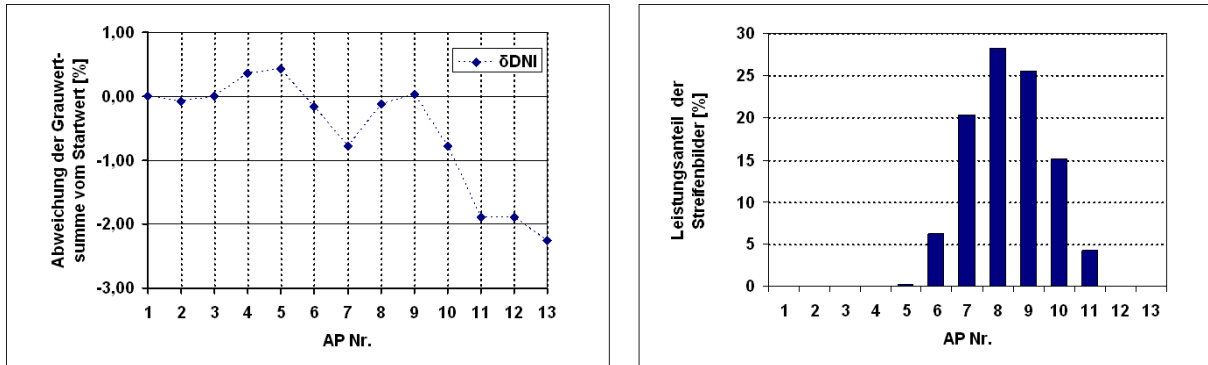 Abweichung der Grauwert-
summe vom Startwert [%]
1,00
0,00
-1,00
-2,00
-3,00
δDNI
1 2 3 4 5 6 7 8 9 10 11 12 13
AP Nr.
Leistungsanteil der
Streifenbilder [%]
30
25
20
15
10
5
0
1 2 3 4 5 6 7 8 9 10 11 12 13
AP Nr.